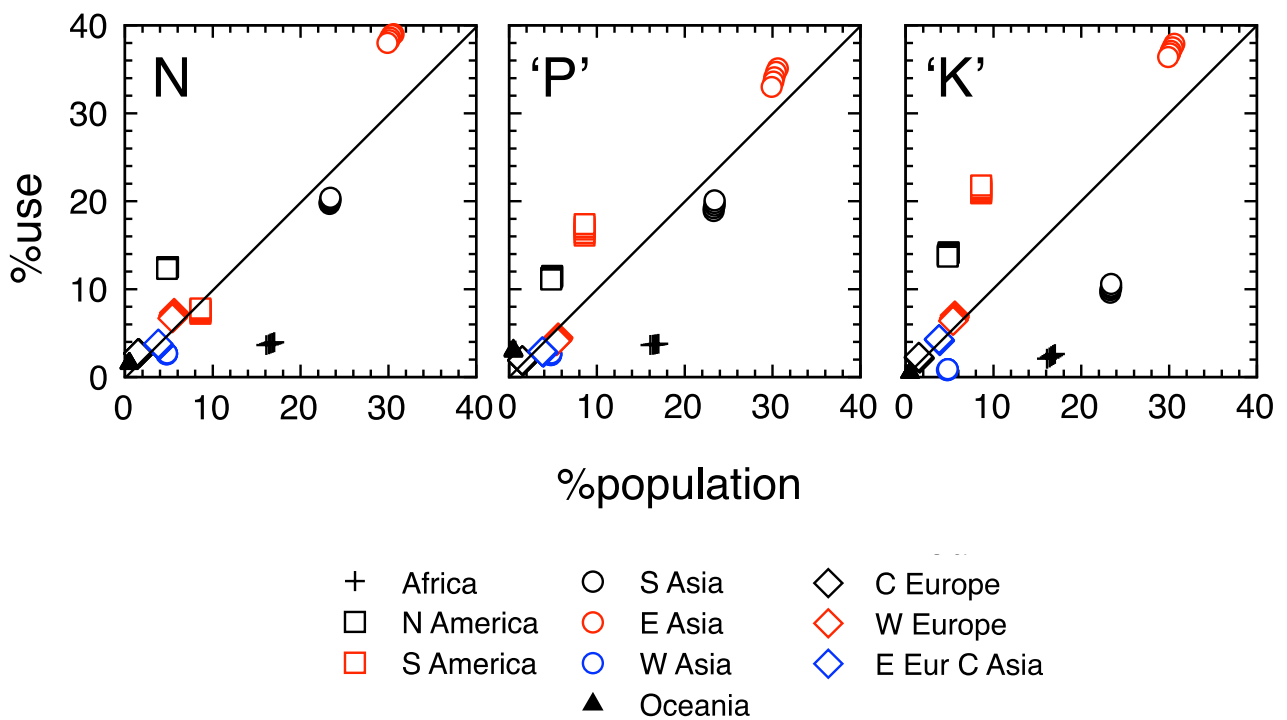 N
'P'
'K'
%use
40
30
20
10
0
0 10 20 30 40
0 10 20 30 40
0 10 20 30 40
%population
Africa
N America
S America
S Asia
E Asia
W Asia
Oceania
C Europe
W Europe
E Eur C Asia